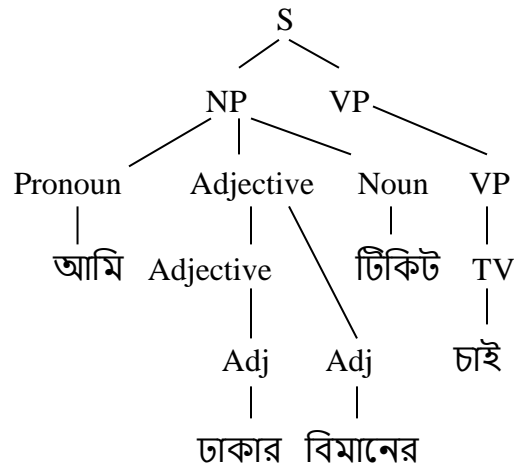 S
NP VP
Pronoun Adjective Noun VP
আমি Adjective টিকিট TV
Adj Adj চাই
ঢাকার বিমানের